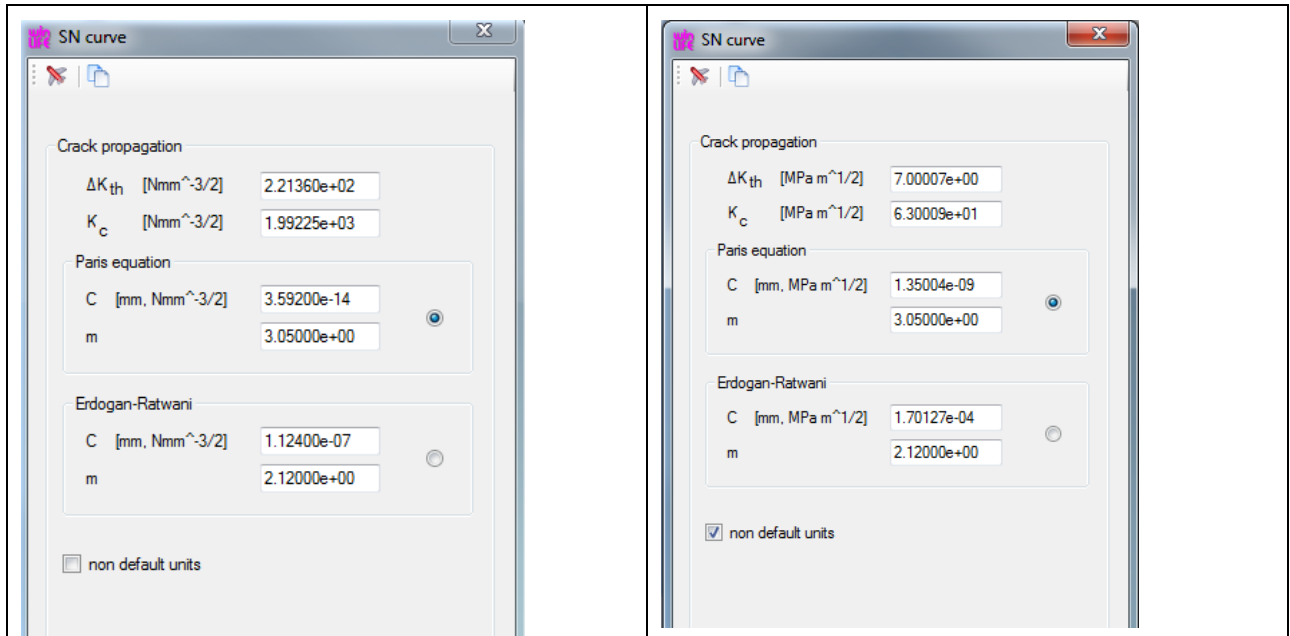 win
LIFE
SN curve
Crack propagation
ΔKth [Nmm^-3/2] 2.21360e+02
Kc [Nmm^-3/2] 1.99225e+03
Paris equation
C [mm, Nmm^-3/2] 3.59200e-14
m 3.05000e+00
Erdogan-Ratwani
C [mm, Nmm^-3/2] 1.12400e-07
m 2.12000e+00
non default units
win
LIFE
SN curve
Crack propagation
ΔKth [MPa m^1/2] 7.00007e+00
Kc [MPa m^1/2] 6.30009e+01
Paris equation
C [mm, MPa m^1/2] 1.35004e-09
m 3.05000e+00
Erdogan-Ratwani
C [mm, MPa m^1/2] 1.70127e-04
m 2.12000e+00
non default units